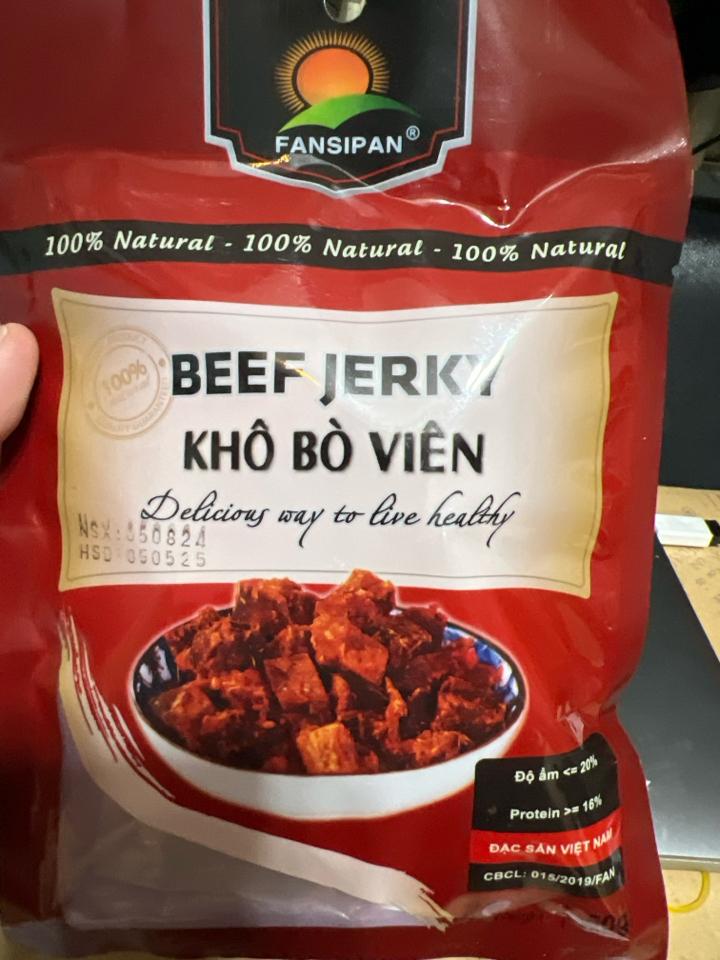 FANSIPAN®
100% Natural - 100% Natural - 100% Natural
100%
BEEF JERKY
KHÔ BÒ VIÊN
Delicious way to live healthy
NSX: 050824
HSD 050525
Độ ẩm <= 20%
Protein >= 16%
ĐẶC SẢN VIỆT NAM
CBCL: 015/2019/FAN